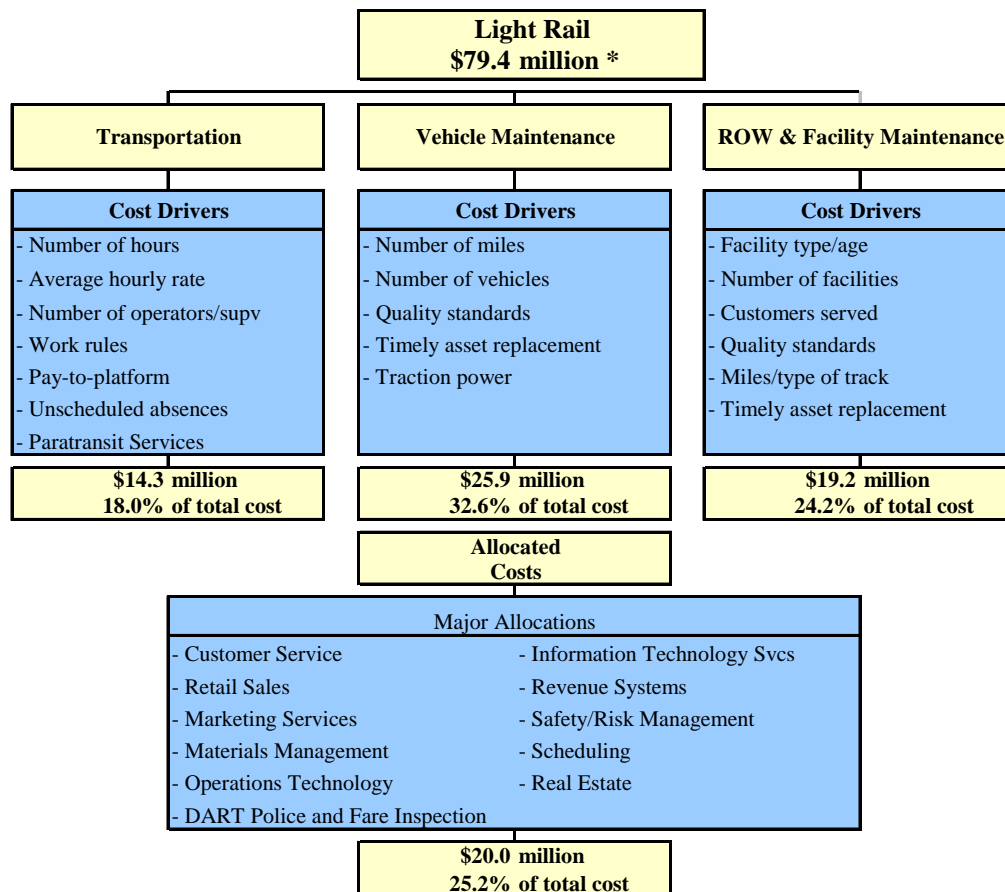 Light Rail
$79.4 million *
Transportation
Vehicle Maintenance
ROW & Facility Maintenance
Cost Drivers
- Number of hours
- Average hourly rate
- Number of operators/supv
- Work rules
- Pay-to-platform
- Unscheduled absences
- Paratransit Services
$14.3 million
18.0% of total cost
Cost Drivers
- Number of miles
- Number of vehicles
- Quality standards
- Timely asset replacement
- Traction power
$25.9 million
32.6% of total cost
Cost Drivers
- Facility type/age
- Number of facilities
- Customers served
- Quality standards
- Miles/type of track
- Timely asset replacement
$19.2 million
24.2% of total cost
Allocated
Costs
Major Allocations
- Customer Service
- Retail Sales
- Marketing Services
- Materials Management
- Operations Technology
- DART Police and Fare Inspection
- Information Technology Svcs
- Revenue Systems
- Safety/Risk Management
- Scheduling
- Real Estate
$20.0 million
25.2% of total cost